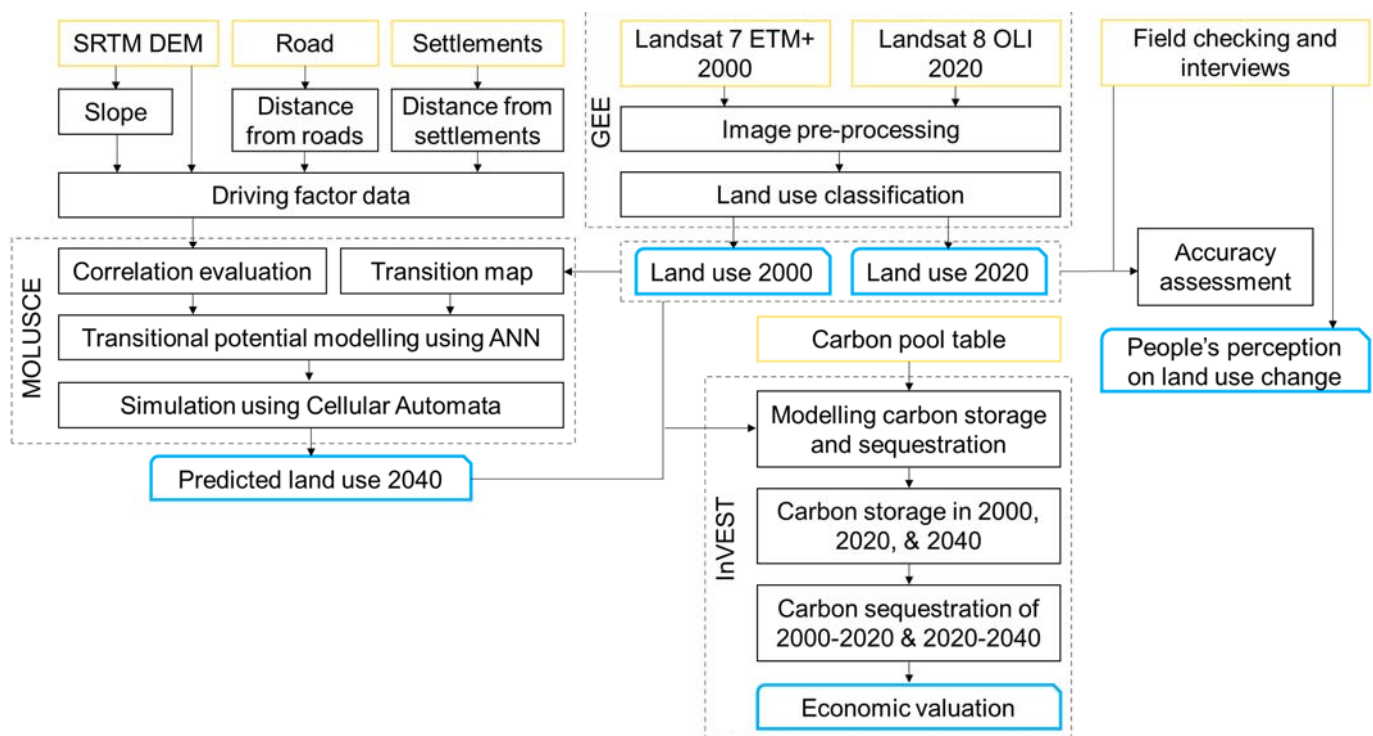 SRTM DEM
Road
Settlements
Slope
Distance
from roads
Distance from
settlements
Driving factor data
GEE
Landsat 7 ETM+
2000
Landsat 8 OLI
2020
Image pre-processing
Land use classification
Land use 2000
Land use 2020
Field checking and
interviews
Accuracy
assessment
People's perception
on land use change
MOLUSCE
Correlation evaluation
Transition map
Transitional potential modelling using ANN
Simulation using Cellular Automata
Predicted land use 2040
Carbon pool table
InVEST
Modelling carbon storage
and sequestration
Carbon storage in 2000,
2020, & 2040
Carbon sequestration of
2000-2020 & 2020-2040
Economic valuation